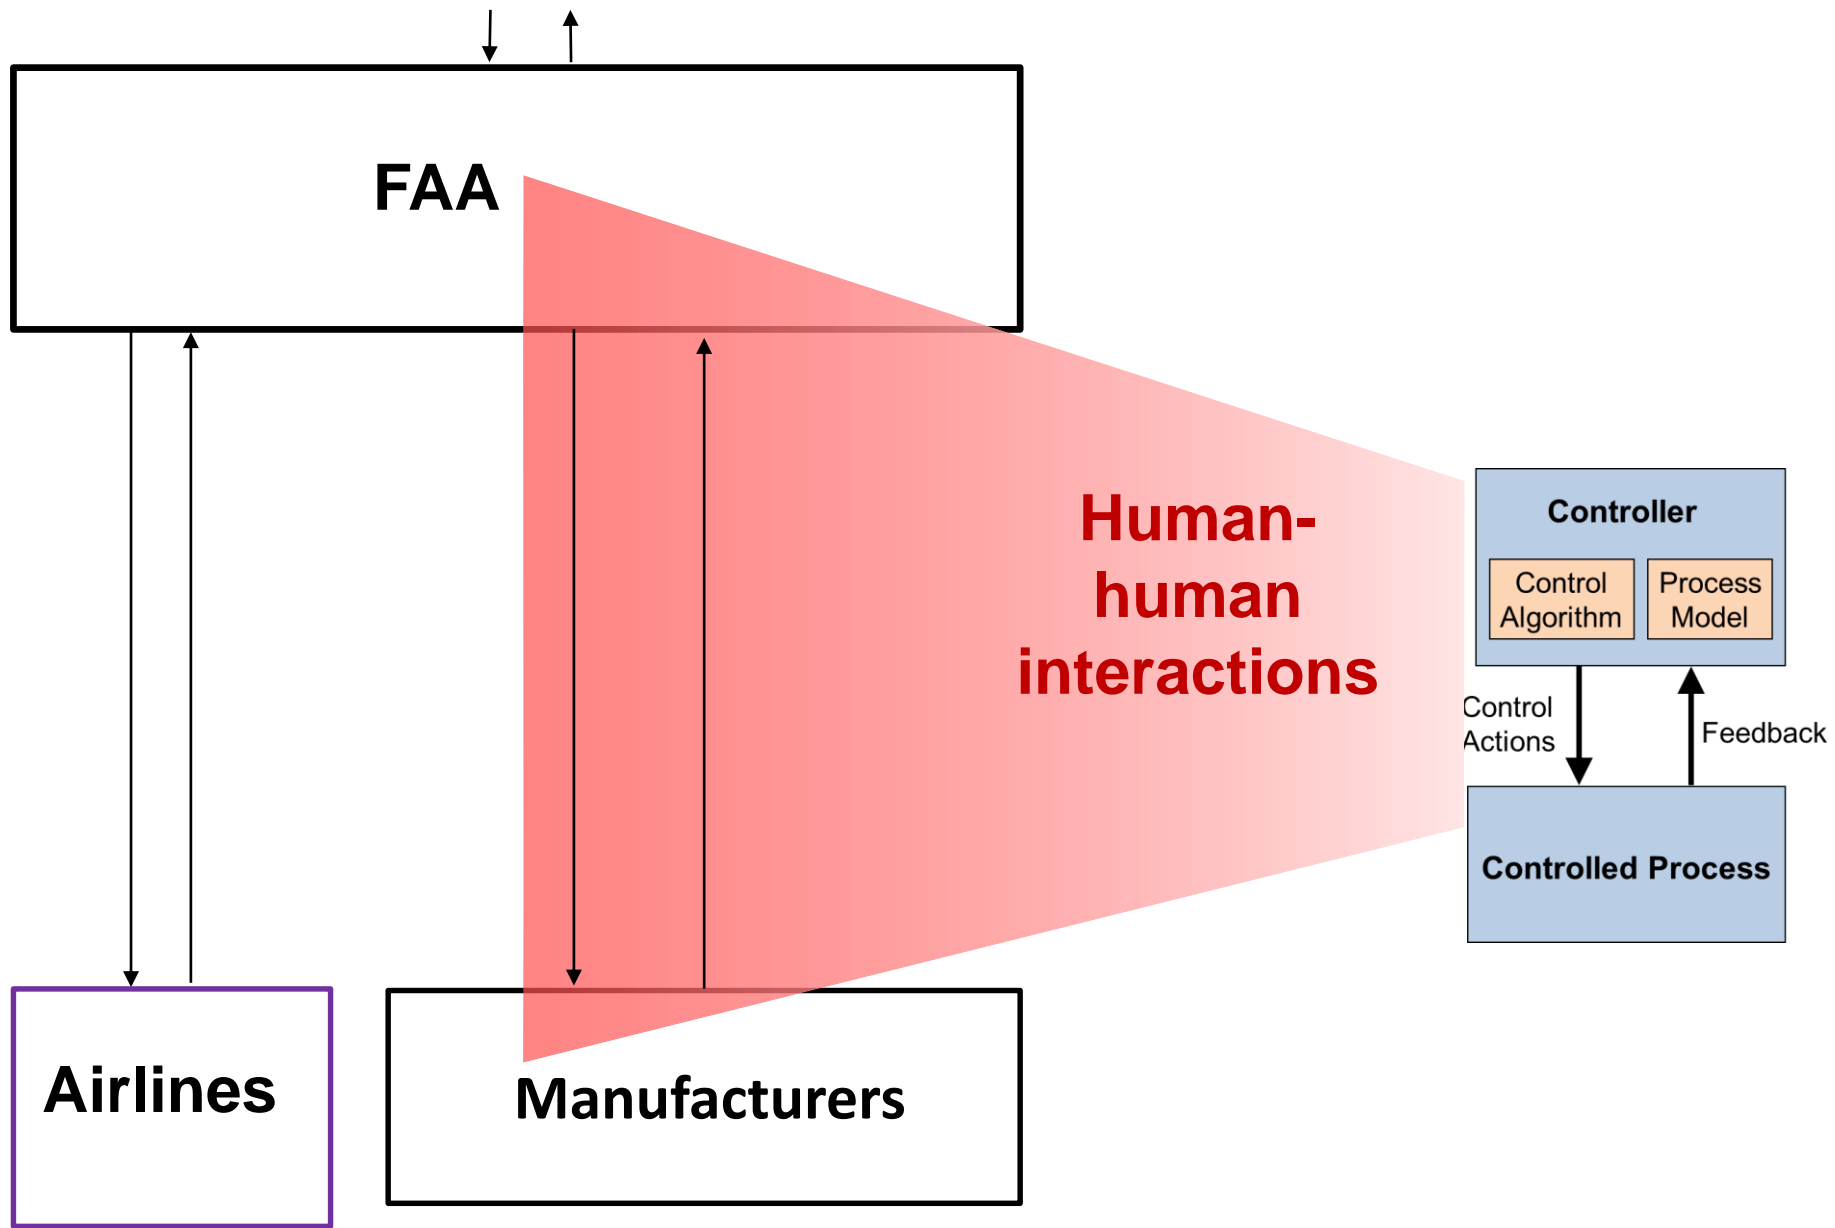 FAA
Human-
human
interactions
Controller
Control
Algorithm
Process
Model
Control
Actions
Feedback
Controlled Process
Airlines
Manufacturers